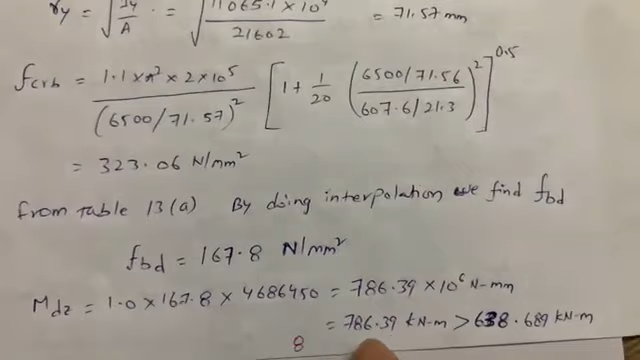 ry = √(Iy/A) = √(11065.1 × 10⁴ / 21602) = 71.57 mm
fcrb = 1.1 × π² × 2 × 10⁵ / (6500/71.57)² [1 + 1/20 ((6500/71.56) / (607.6/21.3))²]^0.5
= 323.06 N/mm²
from table 13(a) By doing interpolation we find fbd
fbd = 167.8 N/mm²
Mdz = 1.0 × 167.8 × 4686450 = 786.39 × 10⁶ N-mm
= 786.39 kN-m > 638.689 kN-m
8